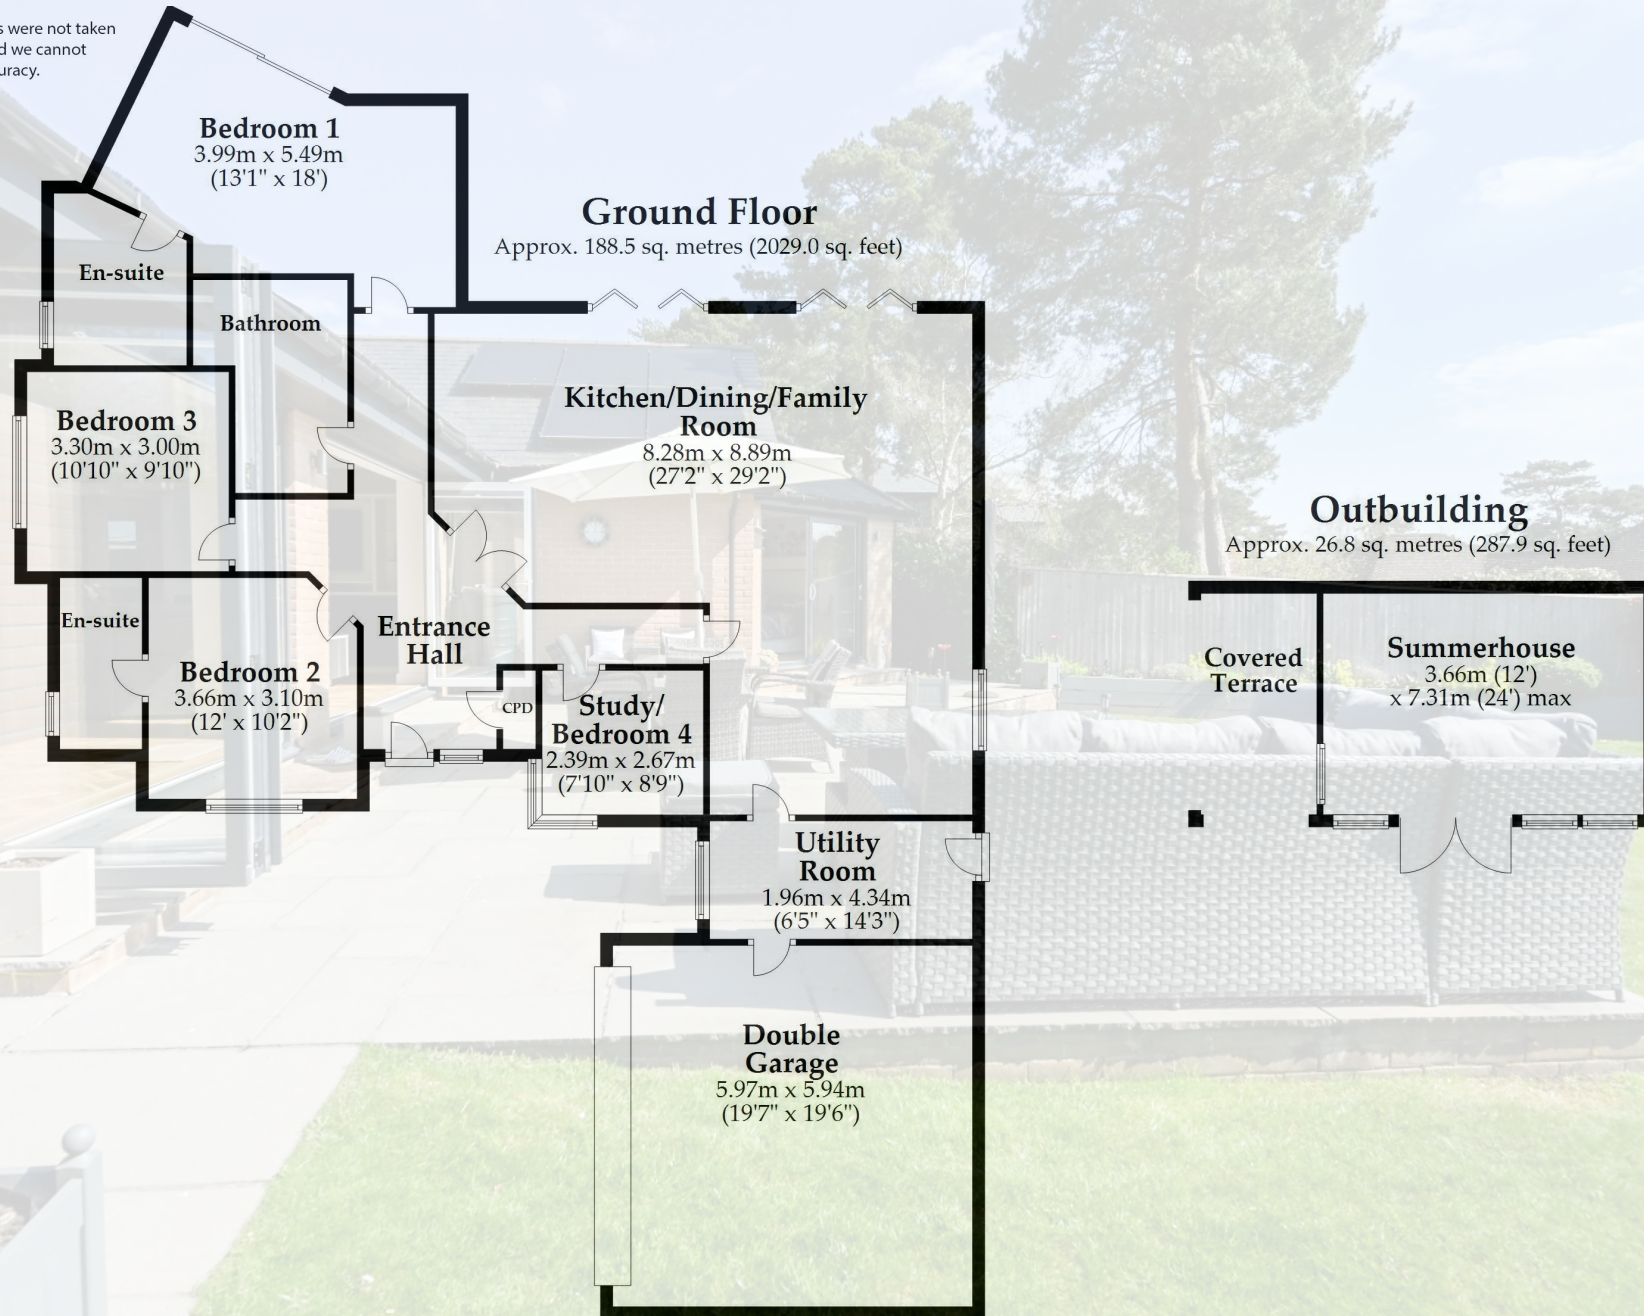 s were not taken
d we cannot
uracy.
Bedroom 1
3.99m x 5.49m
(13'1" x 18')
Ground Floor
Approx. 188.5 sq. metres (2029.0 sq. feet)
En-suite
Bathroom
Kitchen/Dining/Family
Room
8.28m x 8.89m
(27'2" x 29'2")
Bedroom 3
3.30m x 3.00m
(10'10" x 9'10")
Outbuilding
Approx. 26.8 sq. metres (287.9 sq. feet)
En-suite
Entrance
Hall
Bedroom 2
3.66m x 3.10m
(12' x 10'2")
CPD
Study/
Bedroom 4
2.39m x 2.67m
(7'10" x 8'9")
Covered
Terrace
Summerhouse
3.66m (12')
x 7.31m (24') max
Utility
Room
1.96m x 4.34m
(6'5" x 14'3")
Double
Garage
5.97m x 5.94m
(19'7" x 19'6")